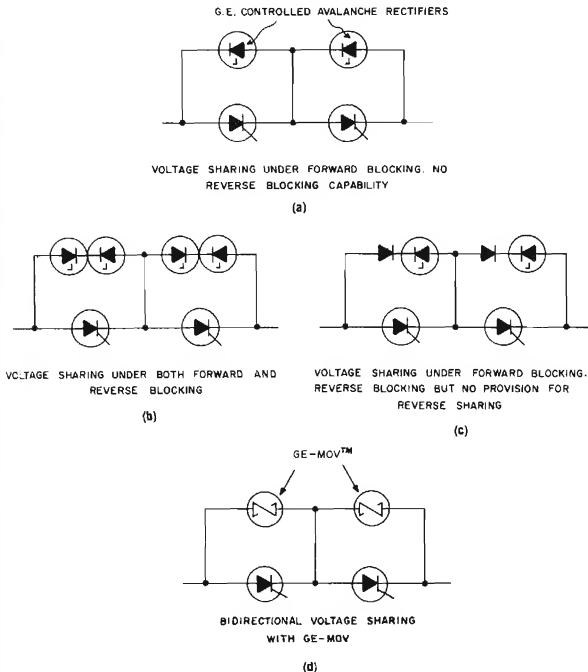 G.E. CONTROLLED AVALANCHE RECTIFIERS
VOLTAGE SHARING UNDER FORWARD BLOCKING. NO
REVERSE BLOCKING CAPABILITY
(a)
VOLTAGE SHARING UNDER BOTH FORWARD AND
REVERSE BLOCKING
(b)
VOLTAGE SHARING UNDER FORWARD BLOCKING.
REVERSE BLOCKING BUT NO PROVISION FOR
REVERSE SHARING
(c)
GE-MOV™
BIDIRECTIONAL VOLTAGE SHARING
WITH GE-MOV
(d)